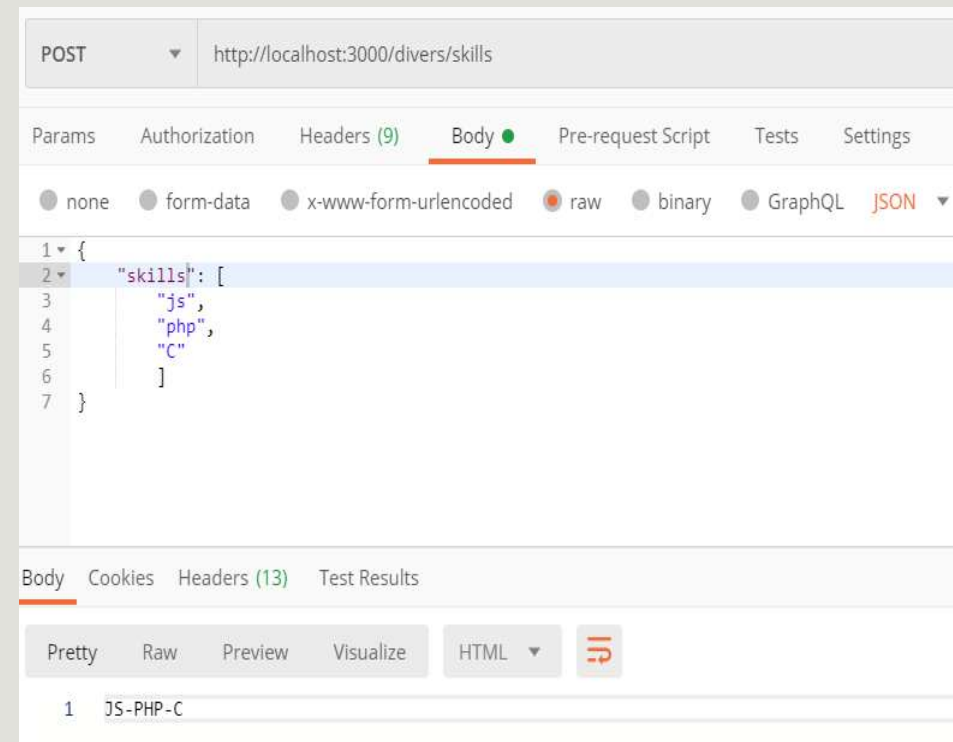 POST http://localhost:3000/divers/skills
Params Authorization Headers (9) Body Pre-request Script Tests Settings
none form-data x-www-form-urlencoded raw binary GraphQL JSON
1 {
2 "skills": [
3 "js",
4 "php",
5 "C"
6 ]
7 }
Body Cookies Headers (13) Test Results
Pretty Raw Preview Visualize HTML
1 JS-PHP-C